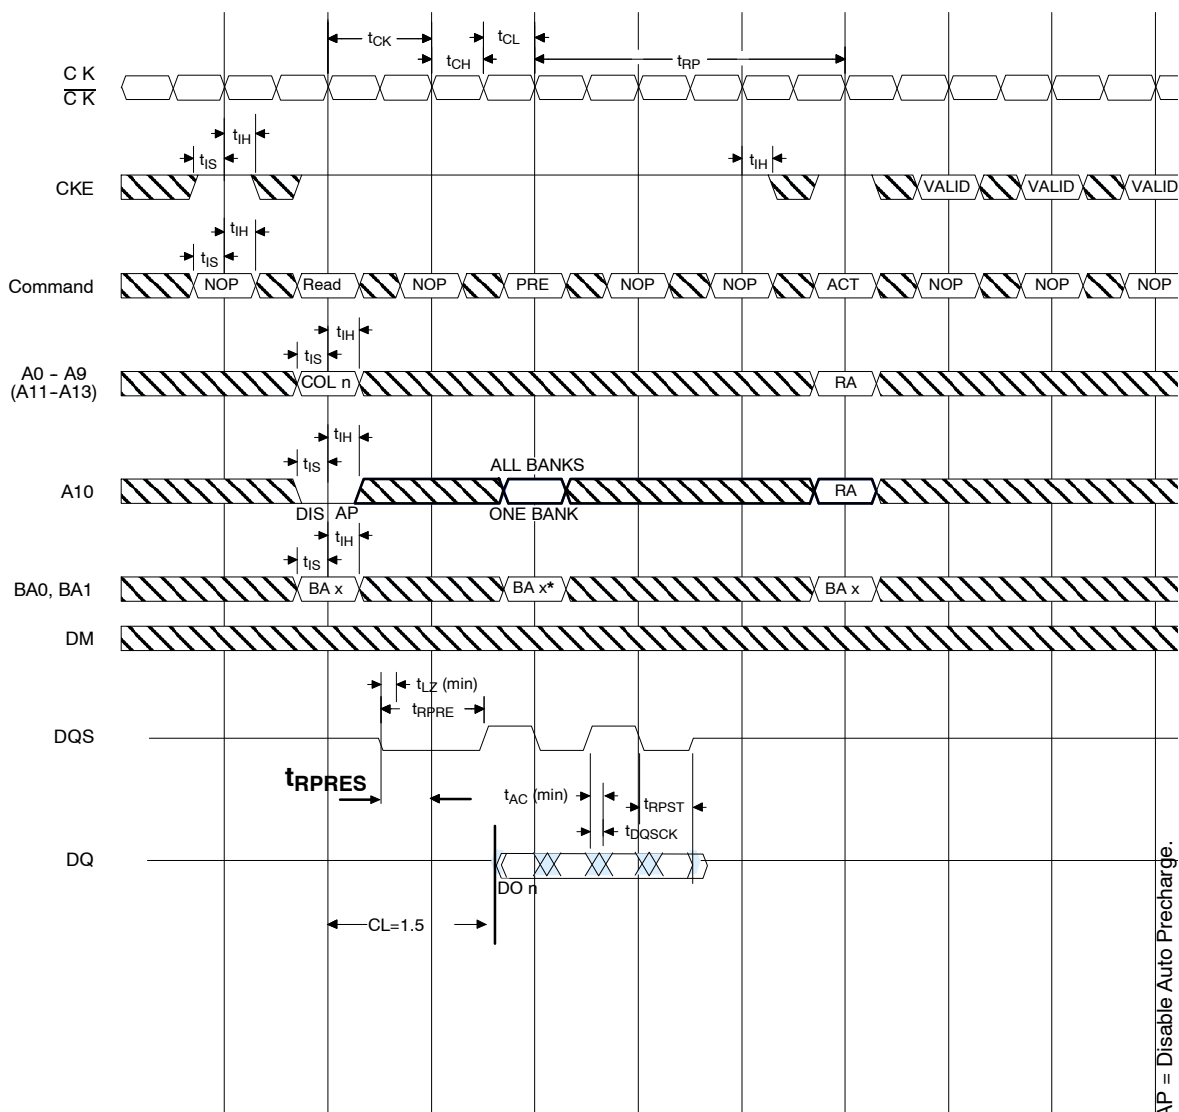 tCK
tCH
tCL
tRP
C K
C K
tIH
tIS
tIH
CKE
VALID
VALID
VALID
tIH
tIS
Command
NOP
Read
NOP
PRE
NOP
NOP
ACT
NOP
NOP
NOP
tIH
tIS
A0 - A9
(A11-A13)
COL n
RA
tIH
tIS
ALL BANKS
A10
RA
DIS AP
ONE BANK
tIH
tIS
BA0, BA1
BA x
BA x*
BA x
DM
tLZ (min)
tRPRE
DQS
tRPRES
tAC (min)
tRPST
tDQSCK
DQ
DO n
CL=1.5
AP = Disable Auto Precharge.